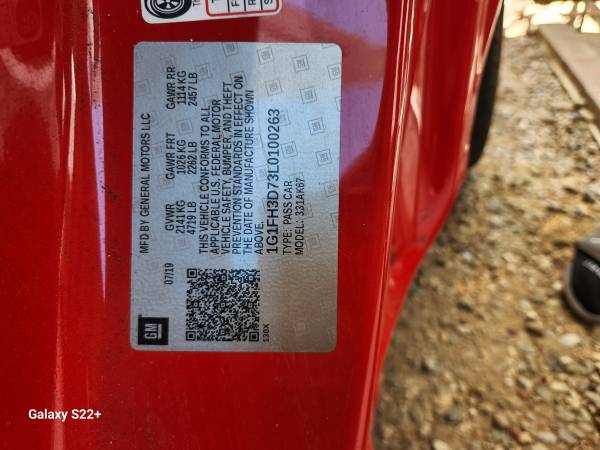 MFD BY GENERAL MOTORS LLC
07/19 GVWR GAWR FRT GAWR RR
2141 KG 1026 KG 1114 KG
4719 LB 2262 LB 2457 LB
THIS VEHICLE CONFORMS TO ALL
APPLICABLE U.S. FEDERAL MOTOR
VEHICLE SAFETY, BUMPER, AND THEFT
PREVENTION STANDARDS IN EFFECT ON
THE DATE OF MANUFACTURE SHOWN
ABOVE.
1G1FH3D73L0100263
TYPE: PASS CAR
MODEL: 331AK67
GM
Galaxy S22+